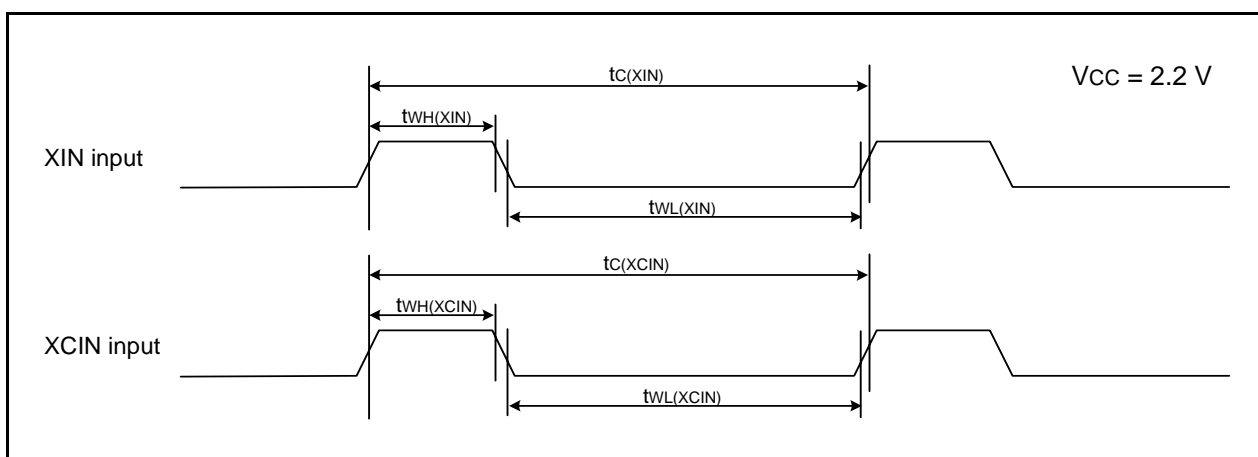 tC(XIN)
VCC = 2.2 V
tWH(XIN)
XIN input
tWL(XIN)
tC(XCIN)
tWH(XCIN)
XCIN input
tWL(XCIN)